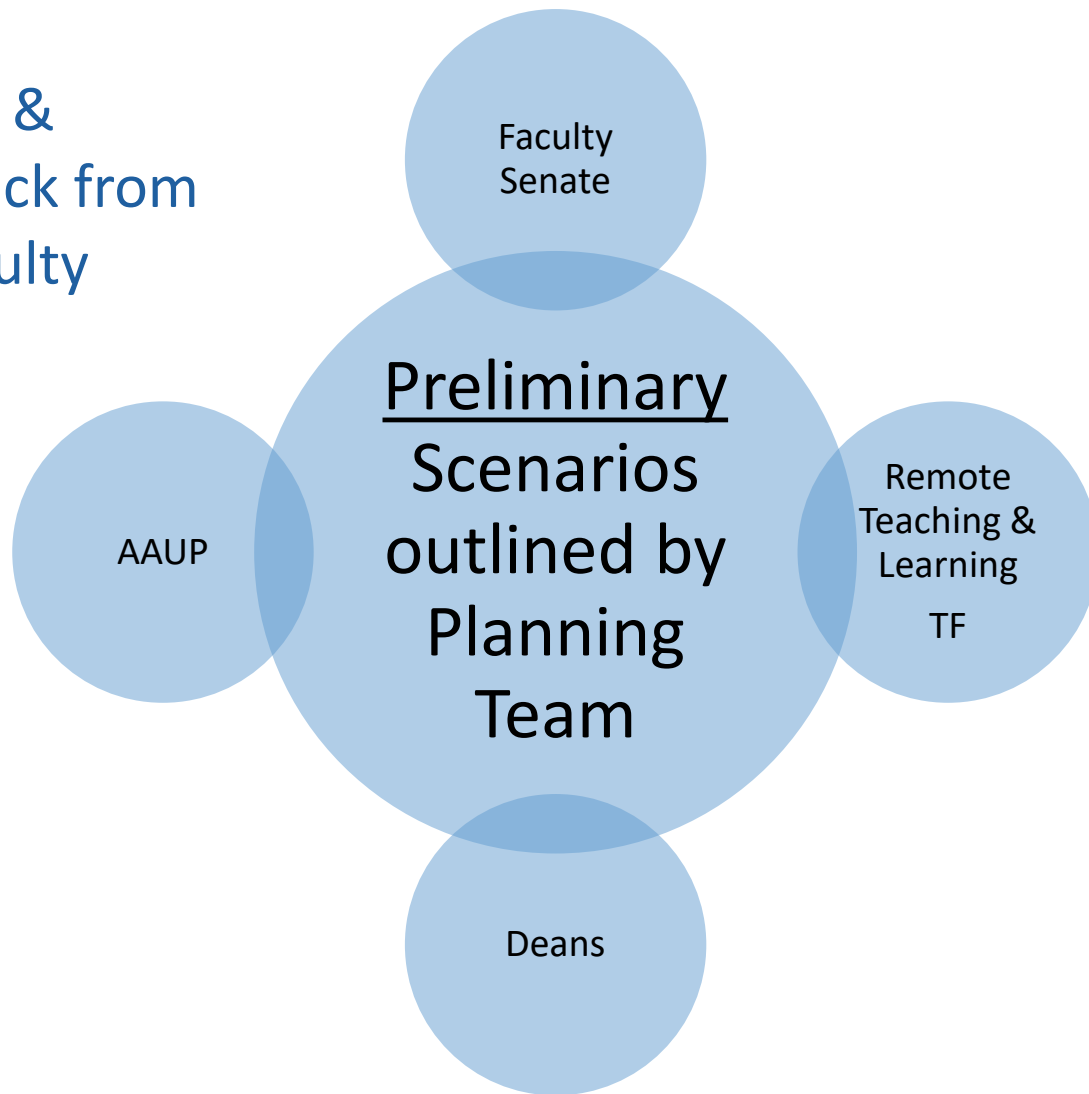 &
ck from
ulty
Faculty
Senate
Preliminary
Scenarios
outlined by
Planning
Team
AAUP
Remote
Teaching &
Learning
TF
Deans